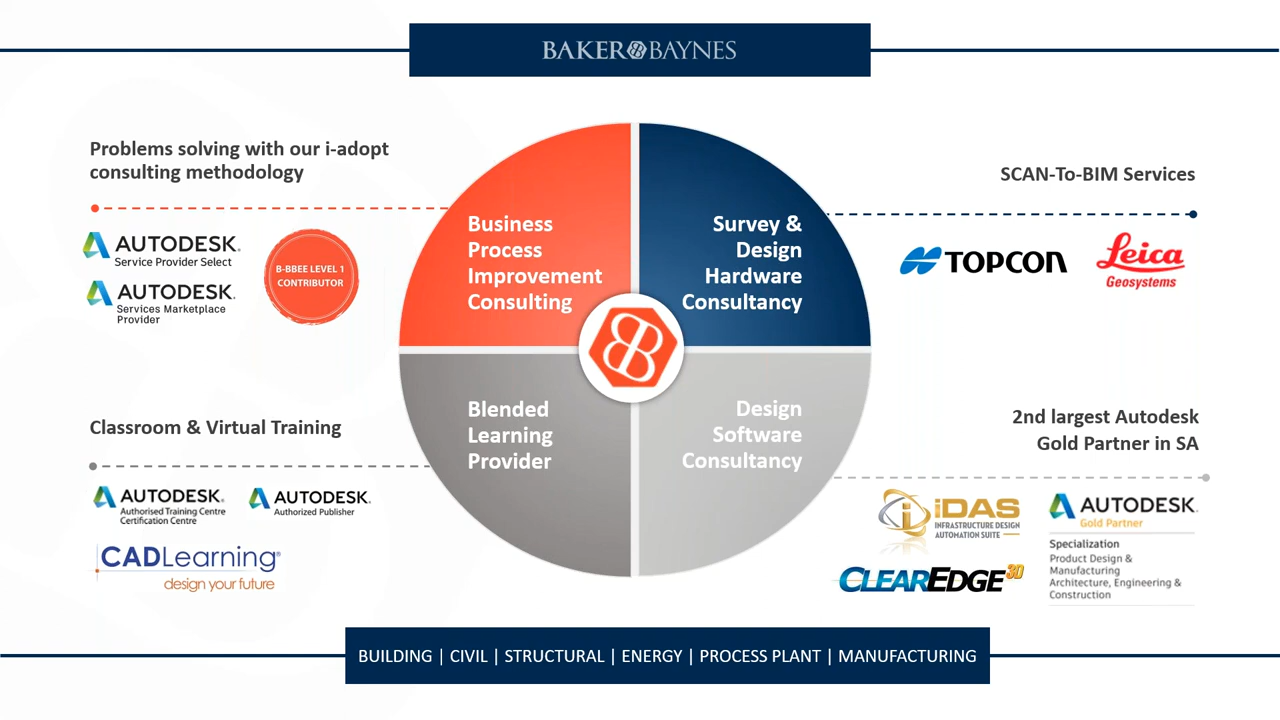 BAKER BAYNES
Problems solving with our i-adopt
consulting methodology
AUTODESK.
Service Provider Select
AUTODESK.
Services Marketplace
Provider
B-BBEE LEVEL 1
CONTRIBUTOR
Business
Process
Improvement
Consulting
Survey &
Design
Hardware
Consultancy
SCAN-To-BIM Services
TOPCON
Leica
Geosystems
Classroom & Virtual Training
AUTODESK.
Authorised Training Centre
Certification Centre
AUTODESK.
Authorized Publisher
CADLearning®
design your future
Blended
Learning
Provider
Design
Software
Consultancy
2nd largest Autodesk
Gold Partner in SA
iDAS
INFRASTRUCTURE DESIGN
AUTOMATION SUITE
CLEAREDGE3D
AUTODESK.
Gold Partner
Specialization
Product Design &
Manufacturing
Architecture, Engineering &
Construction
BUILDING | CIVIL | STRUCTURAL | ENERGY | PROCESS PLANT | MANUFACTURING